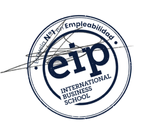 Nº1 en Empleabilidad
eip
INTERNATIONAL
BUSINESS
SCHOOL